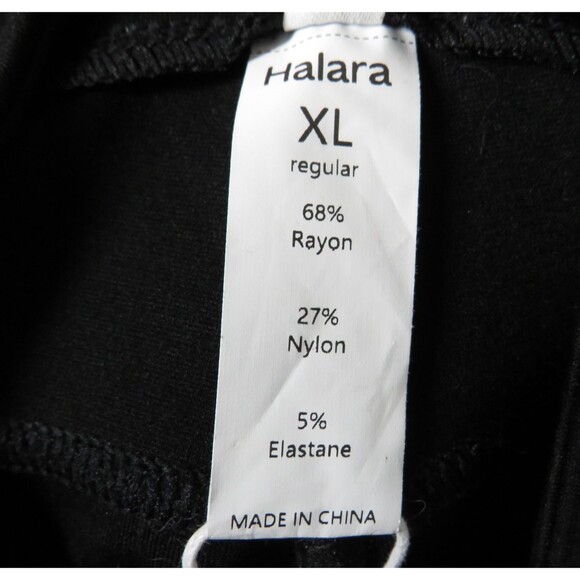 Halara
XL
regular
68%
Rayon
27%
Nylon
5%
Elastane
MADE IN CHINA